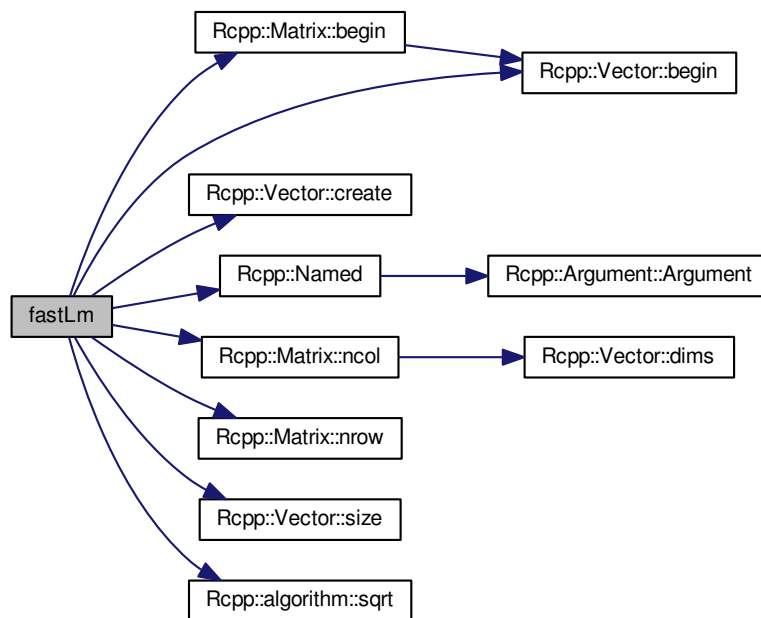 Rcpp::Matrix::begin
Rcpp::Vector::begin
Rcpp::Vector::create
Rcpp::Named
Rcpp::Argument::Argument
fastLm
Rcpp::Matrix::ncol
Rcpp::Vector::dims
Rcpp::Matrix::nrow
Rcpp::Vector::size
Rcpp::algorithm::sqrt